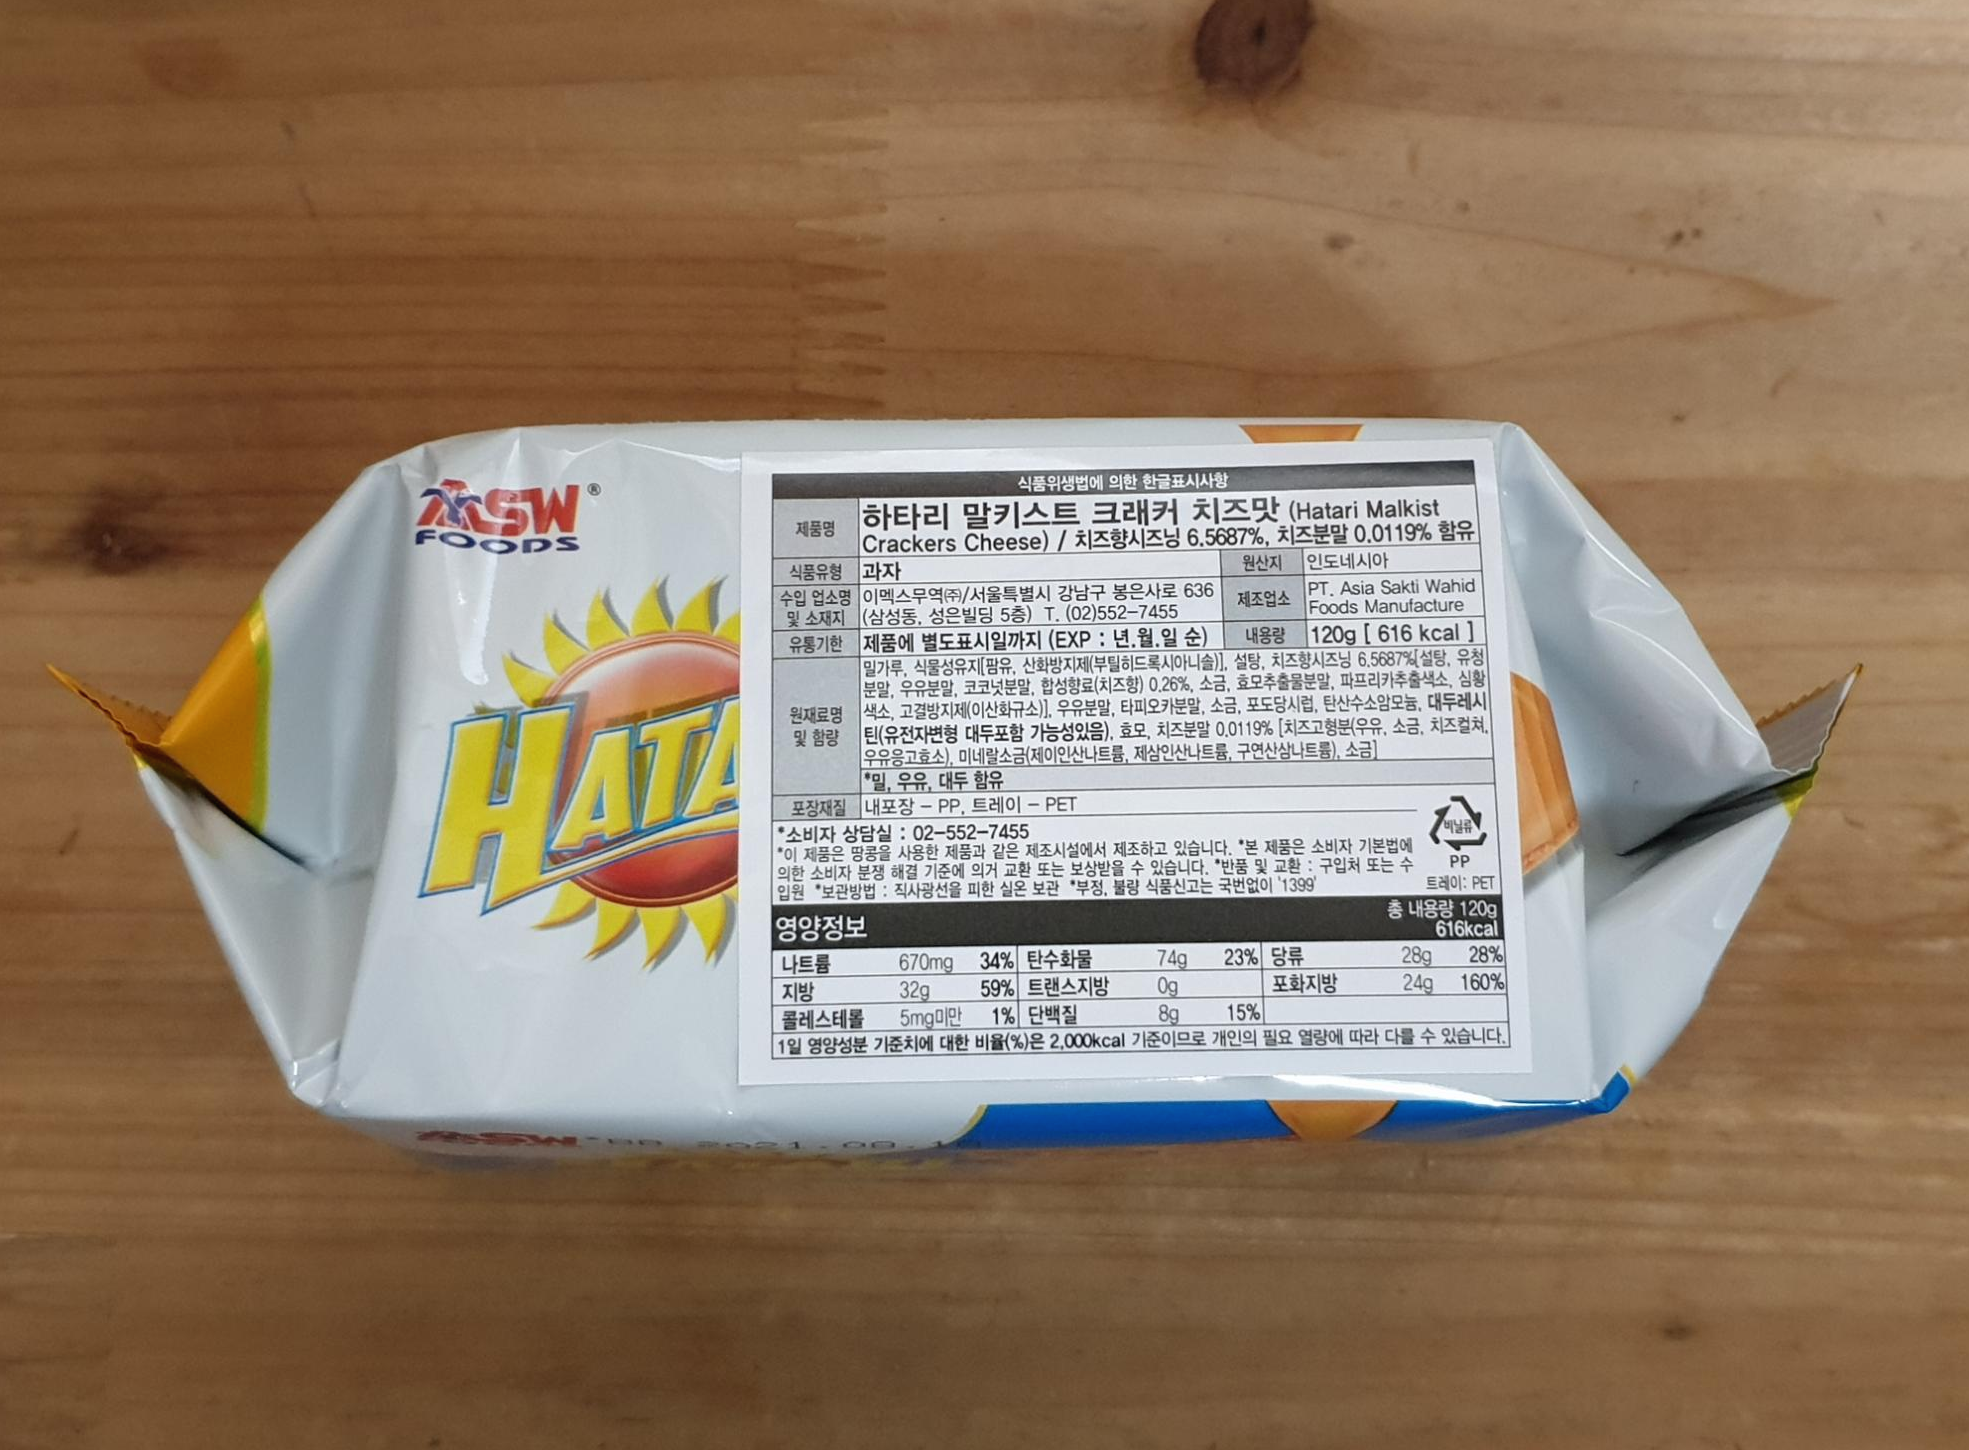 ASW®
FOODS
HATA
식품위생법에 의한 한글표시사항
제품명
하타리 말키스트 크래커 치즈맛 (Hatari Malkist
Crackers Cheese) / 치즈향시즈닝 6.5687%, 치즈분말 0.0119% 함유
식품유형 과자 원산지 인도네시아
수입 업소명 및 소재지
이멕스무역㈜/서울특별시 강남구 봉은사로 636
(삼성동, 성은빌딩 5층) T. (02)552-7455
제조업소
PT. Asia Sakti Wahid
Foods Manufacture
유통기한 제품에 별도표시일까지 (EXP : 년.월.일 순) 내용량 120g [ 616 kcal ]
원재료명
및 함량
밀가루, 식물성유지[팜유, 산화방지제(부틸히드록시아니솔)], 설탕, 치즈향시즈닝 6.5687%[설탕, 유청
분말, 우유분말, 코코넛분말, 합성향료(치즈향) 0.26%, 소금, 효모추출물분말, 파프리카추출색소, 심황
색소, 고결방지제(이산화규소)], 우유분말, 타피오카분말, 소금, 포도당시럽, 탄산수소암모늄, 대두레시
틴(유전자변형 대두포함 가능성있음), 효모, 치즈분말 0.0119% [치즈고형분(우유, 소금, 치즈컬쳐,
우유응고효소), 미네랄소금(제이인산나트륨, 제삼인산나트륨, 구연산삼나트륨), 소금]
*밀, 우유, 대두 함유
포장재질 내포장 - PP, 트레이 - PET
*소비자 상담실 : 02-552-7455
*이 제품은 땅콩을 사용한 제품과 같은 제조시설에서 제조하고 있습니다. *본 제품은 소비자 기본법에
의한 소비자 분쟁 해결 기준에 의거 교환 또는 보상받을 수 있습니다. *반품 및 교환 : 구입처 또는 수
입원 *보관방법 : 직사광선을 피한 실온 보관 *부정, 불량 식품신고는 국번없이 '1399'
비닐류
PP
트레이: PET
영양정보
총 내용량 120g
616kcal
나트륨 670mg 34% 탄수화물 74g 23% 당류 28g 28%
지방 32g 59% 트랜스지방 0g 포화지방 24g 160%
콜레스테롤 5mg미만 1% 단백질 8g 15%
1일 영양성분 기준치에 대한 비율(%)은 2,000kcal 기준이므로 개인의 필요 열량에 따라 다를 수 있습니다.
ASW